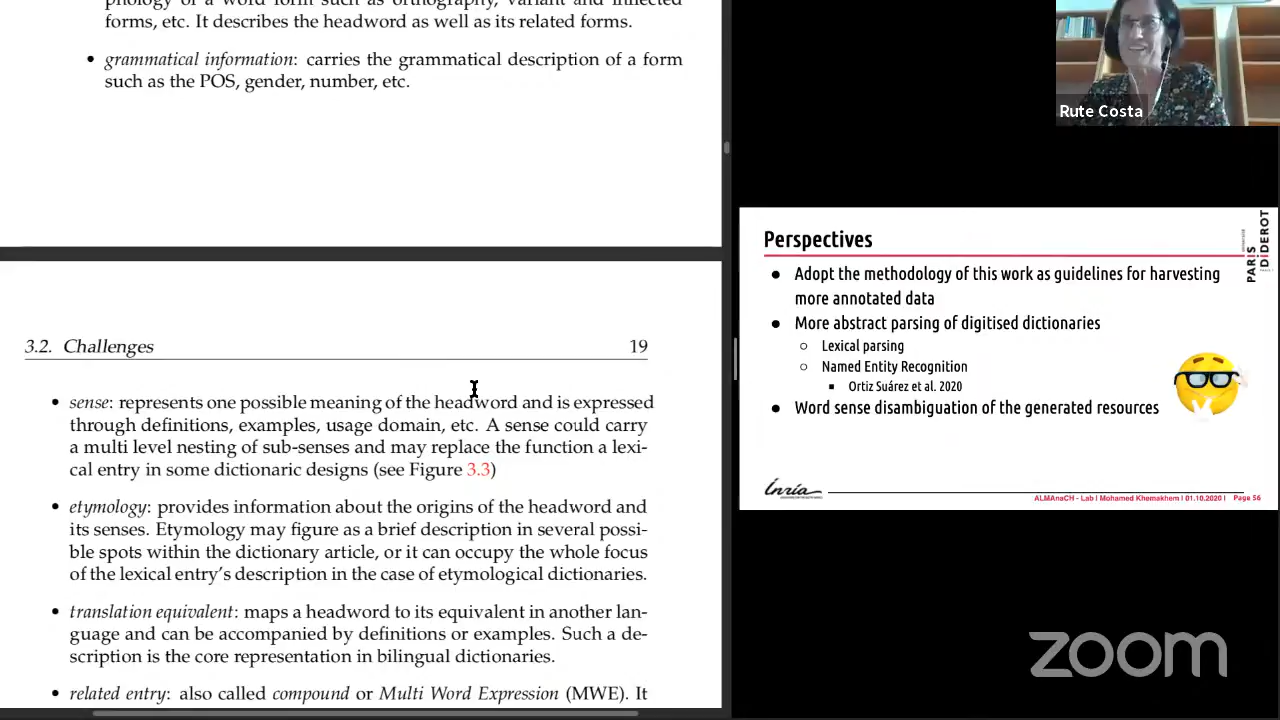 phology of a word form such as orthography, variant and inflected
forms, etc. It describes the headword as well as its related forms.
• grammatical information: carries the grammatical description of a form
such as the POS, gender, number, etc.
3.2. Challenges 19
• sense: represents one possible meaning of the headword and is expressed
through definitions, examples, usage domain, etc. A sense could carry
a multi level nesting of sub-senses and may replace the function a lexi-
cal entry in some dictionaric designs (see Figure 3.3)
• etymology: provides information about the origins of the headword and
its senses. Etymology may figure as a brief description in several possi-
ble spots within the dictionary article, or it can occupy the whole focus
of the lexical entry's description in the case of etymological dictionaries.
• translation equivalent: maps a headword to its equivalent in another lan-
guage and can be accompanied by definitions or examples. Such a de-
scription is the core representation in bilingual dictionaries.
• related entry: also called compound or Multi Word Expression (MWE). It
Rute Costa
Perspectives
PARIS
DIDEROT
● Adopt the methodology of this work as guidelines for harvesting
more annotated data
● More abstract parsing of digitised dictionaries
○ Lexical parsing
○ Named Entity Recognition
■ Ortiz Suárez et al. 2020
● Word sense disambiguation of the generated resources
Inria
ALMAnaCH - Lab I Mohamed Khemakhem I 01.10.2020 I Page 56
zoom